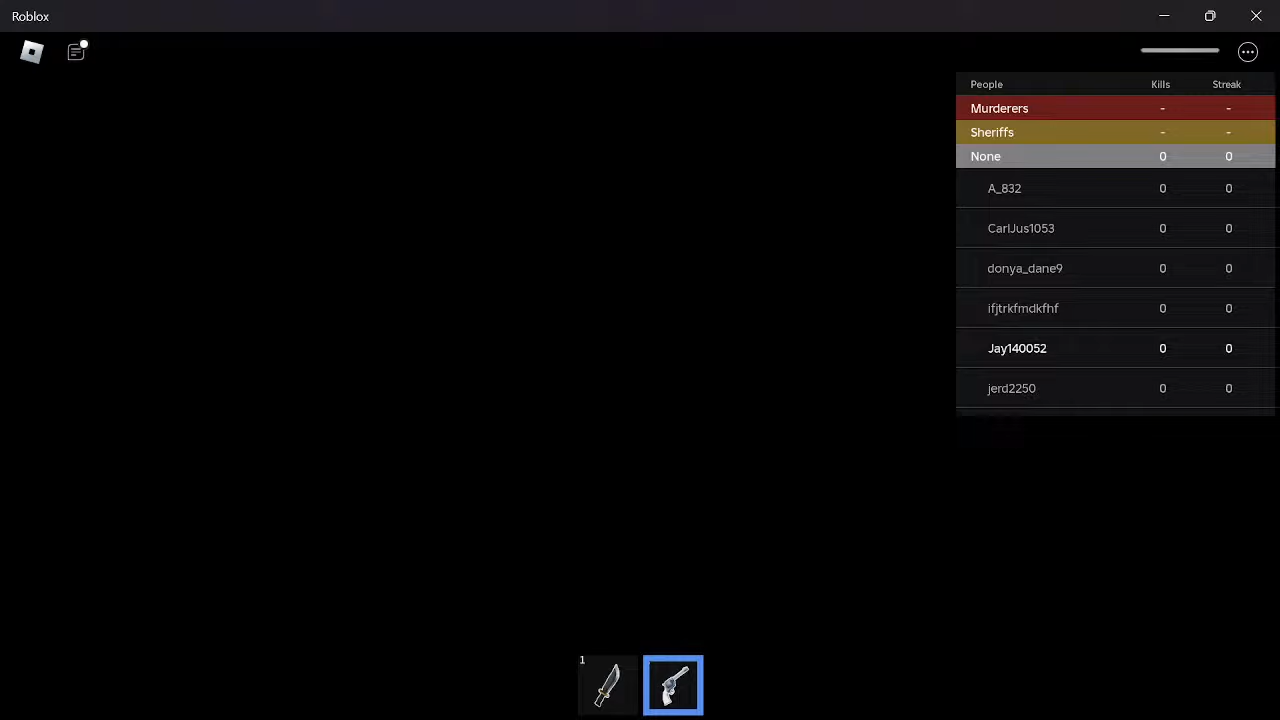 Roblox
People Kills Streak
Murderers - -
Sheriffs - -
None 0 0
A_832 0 0
CarlJus1053 0 0
donya_dane9 0 0
ifjtrkfmdkfhf 0 0
Jay140052 0 0
jerd2250 0 0
1